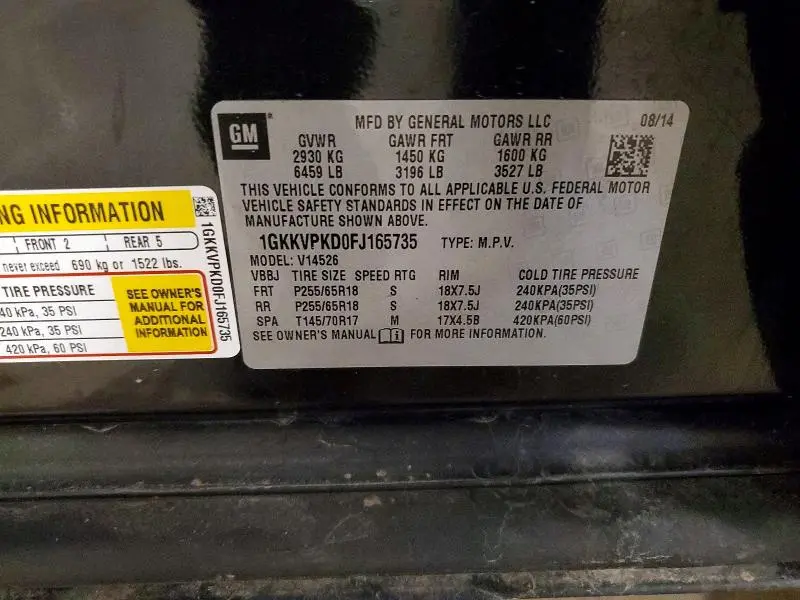 NG INFORMATION
FRONT 2 REAR 5
never exceed 690 kg or 1522 lbs.
TIRE PRESSURE
40 kPa, 35 PSI
240 kPa, 35 PSI
420 kPa, 60 PSI
SEE OWNER'S
MANUAL FOR
ADDITIONAL
INFORMATION
1GKKVPKD0FJ165735
GM
MFD BY GENERAL MOTORS LLC 08/14
GVWR GAWR FRT GAWR RR
2930 KG 1450 KG 1600 KG
6459 LB 3196 LB 3527 LB
THIS VEHICLE CONFORMS TO ALL APPLICABLE U.S. FEDERAL MOTOR
VEHICLE SAFETY STANDARDS IN EFFECT ON THE DATE OF
MANUFACTURE SHOWN ABOVE.
1GKKVPKD0FJ165735 TYPE: M.P.V.
MODEL: V14526
VBBJ TIRE SIZE SPEED RTG RIM COLD TIRE PRESSURE
FRT P255/65R18 S 18X7.5J 240KPA(35PSI)
RR P255/65R18 S 18X7.5J 240KPA(35PSI)
SPA T145/70R17 M 17X4.5B 420KPA(60PSI)
SEE OWNER'S MANUAL i FOR MORE INFORMATION.